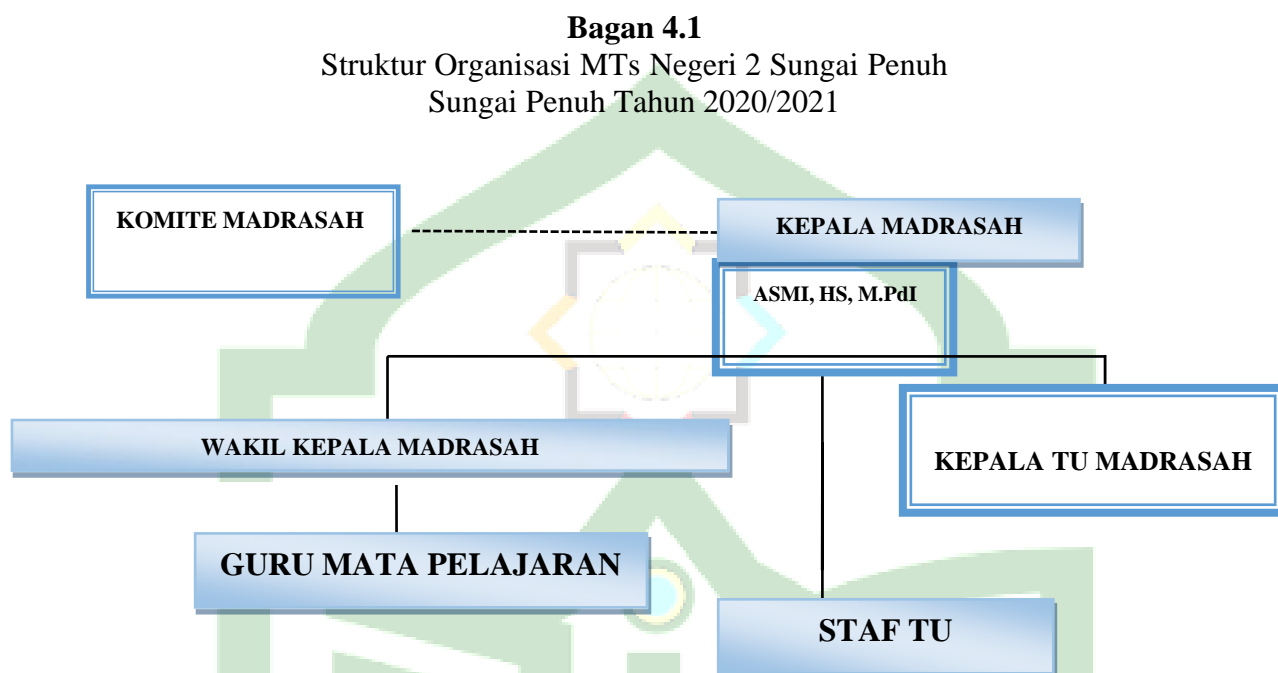 Bagan 4.1
Struktur Organisasi MTs Negeri 2 Sungai Penuh
Sungai Penuh Tahun 2020/2021
KOMITE MADRASAH
KEPALA MADRASAH
ASMI, HS, M.PdI
WAKIL KEPALA MADRASAH
KEPALA TU MADRASAH
GURU MATA PELAJARAN
STAF TU